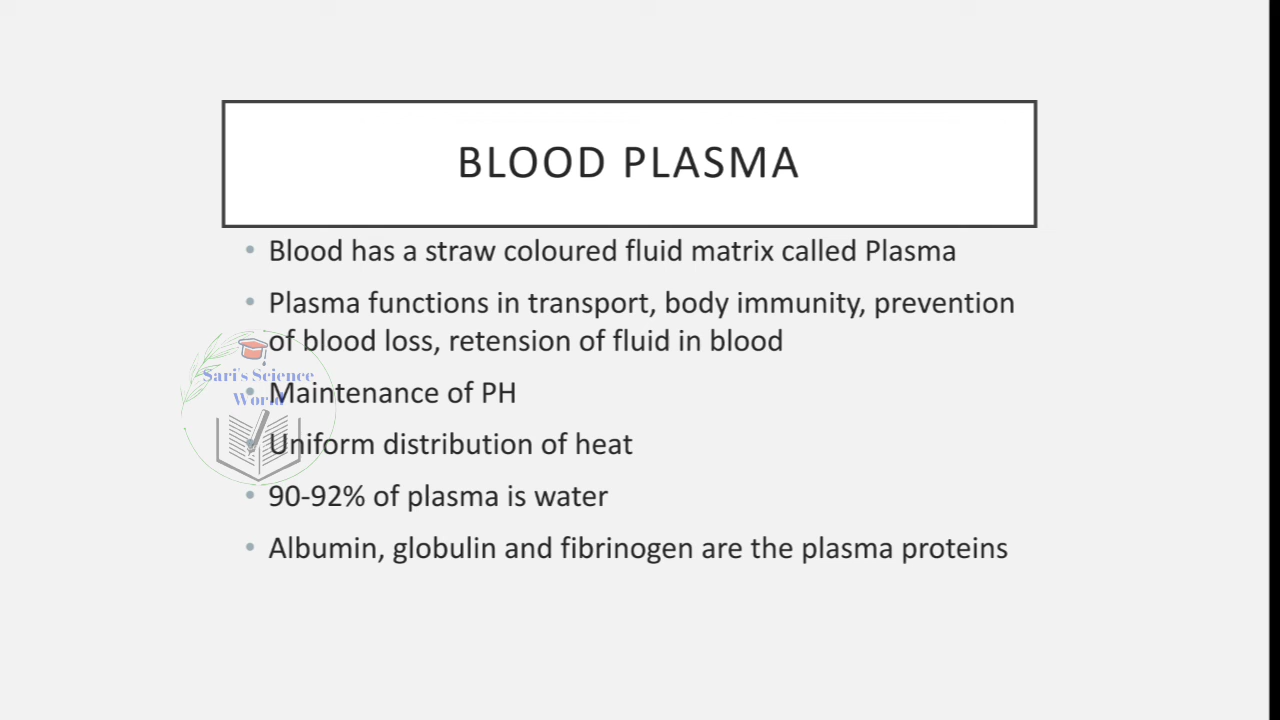 BLOOD PLASMA
Blood has a straw coloured fluid matrix called Plasma
Plasma functions in transport, body immunity, prevention
of blood loss, retension of fluid in blood
Sari's Science
World
Maintenance of PH
Uniform distribution of heat
90-92% of plasma is water
Albumin, globulin and fibrinogen are the plasma proteins